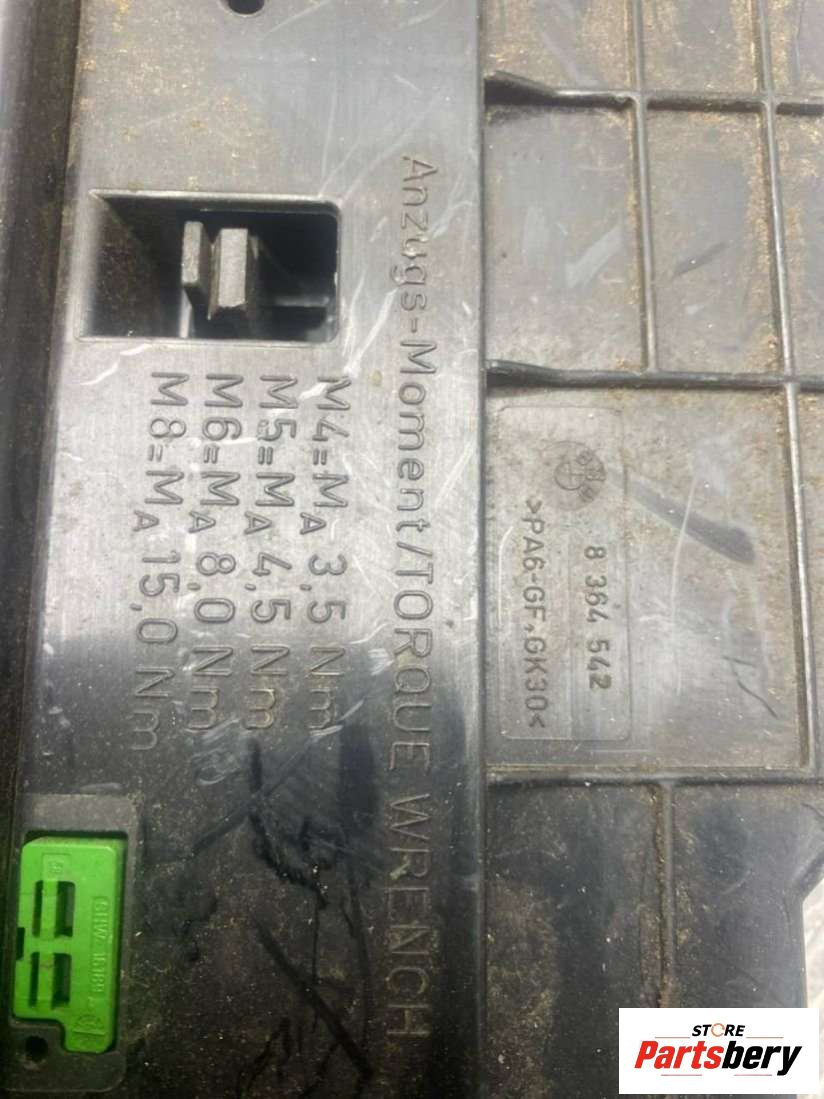 Anzugs-Moment/TORQUE WRENCH
M4=MA 3,5 Nm
M5=MA 4,5 Nm
M6=MA 8,0 Nm
M8=MA 15,0 Nm
8 364 542
>PA6-GF,GK30<
STORE
Partsbery